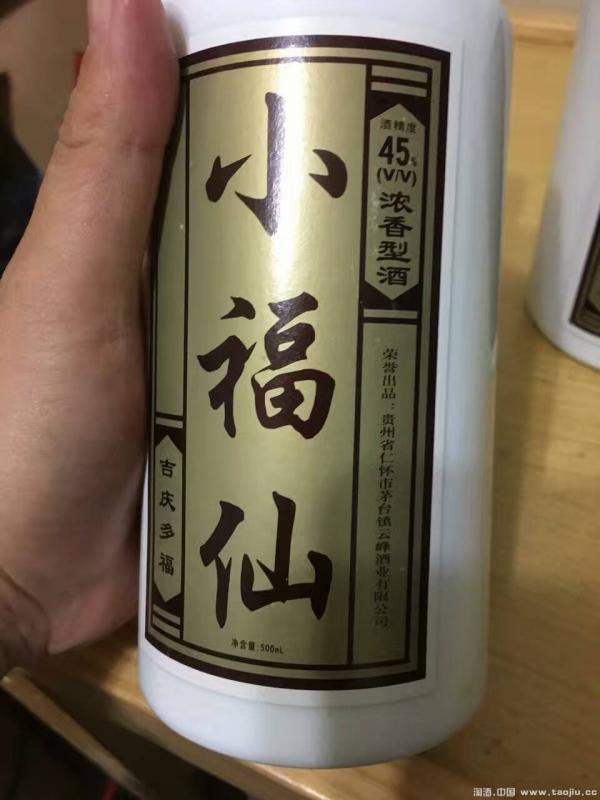 小福仙
酒精度
45%
(V/V)
浓香型酒
荣誉出品：贵州省仁怀市茅台镇云峰酒业有限公司
吉庆多福
净含量:500mL
淘酒.中国 www.taojiu.cc